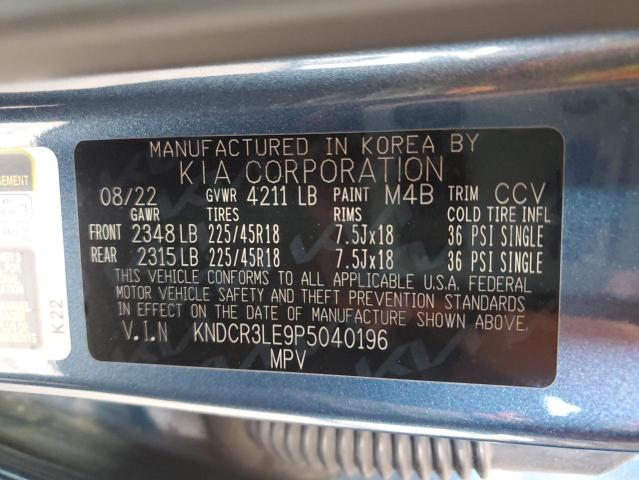 MANUFACTURED IN KOREA BY
KIA CORPORATION
08/22 GVWR 4211 LB PAINT M4B TRIM CCV
GAWR TIRES RIMS COLD TIRE INFL
FRONT 2348 LB 225/45R18 7.5Jx18 36 PSI SINGLE
REAR 2315 LB 225/45R18 7.5Jx18 36 PSI SINGLE
THIS VEHICLE CONFORMS TO ALL APPLICABLE U.S.A. FEDERAL
MOTOR VEHICLE SAFETY AND THEFT PREVENTION STANDARDS
IN EFFECT ON THE DATE OF MANUFACTURE SHOWN ABOVE.
V.I.N KNDCR3LE9P5040196
MPV
K22